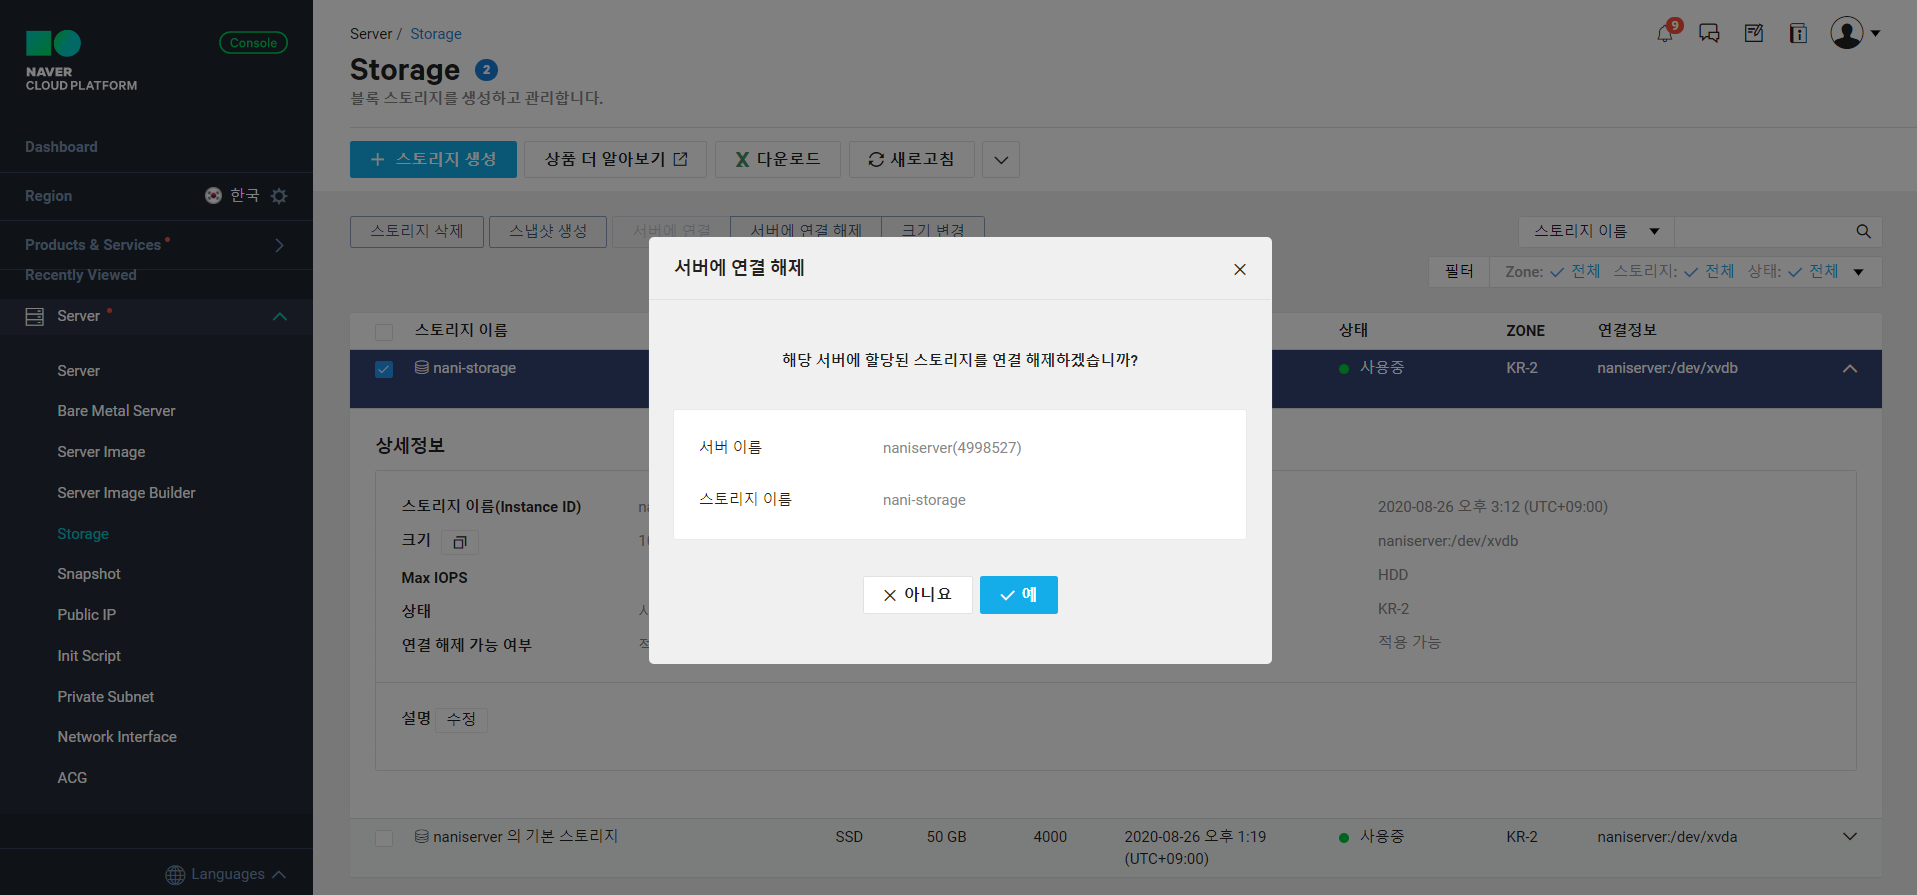 NAVER
CLOUD PLATFORM
Console
Dashboard
Region 한국
Products & Services
Recently Viewed
Server
Server
Bare Metal Server
Server Image
Server Image Builder
Storage
Snapshot
Public IP
Init Script
Private Subnet
Network Interface
ACG
Languages
Server / Storage
9
Storage 2
블록 스토리지를 생성하고 관리합니다.
+ 스토리지 생성 상품 더 알아보기 다운로드 새로고침
스토리지 삭제 스냅샷 생성 서버에 연결 서버에 연결 해제 크기 변경
스토리지 이름
필터 Zone: 전체 스토리지: 전체 상태: 전체
스토리지 이름 상태 ZONE 연결정보
nani-storage 사용중 KR-2 naniserver:/dev/xvdb
상세정보
스토리지 이름(Instance ID) 2020-08-26 오후 3:12 (UTC+09:00)
크기 naniserver:/dev/xvdb
Max IOPS HDD
상태 KR-2
연결 해제 가능 여부 적용 가능
설명 수정
naniserver 의 기본 스토리지 SSD 50 GB 4000 2020-08-26 오후 1:19 사용중 KR-2 naniserver:/dev/xvda
(UTC+09:00)
서버에 연결 해제
해당 서버에 할당된 스토리지를 연결 해제하겠습니까?
서버 이름 naniserver(4998527)
스토리지 이름 nani-storage
아니요 예